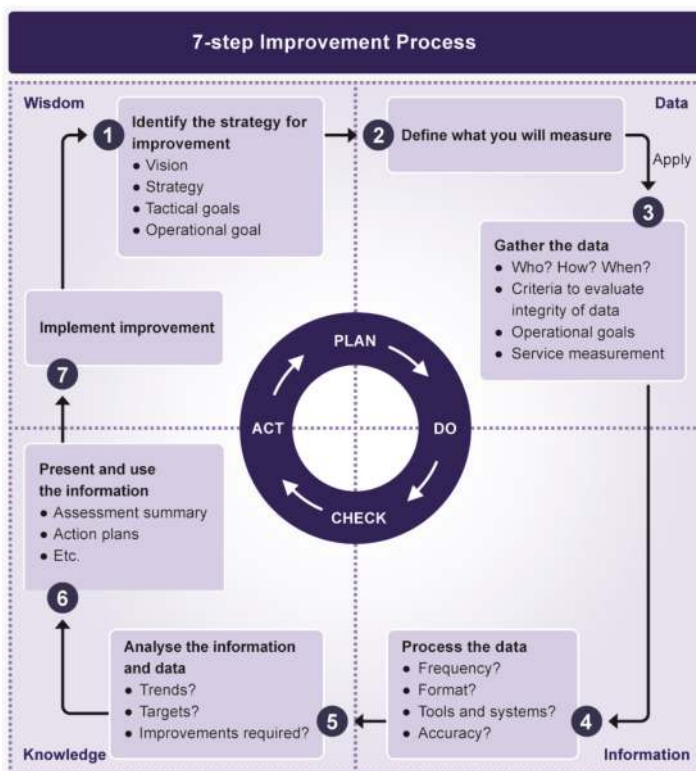 7-step Improvement Process
Wisdom
Data
1
Identify the strategy for
improvement
● Vision
● Strategy
● Tactical goals
● Operational goal
2
Define what you will measure
Apply
3
Gather the data
● Who? How? When?
● Criteria to evaluate
integrity of data
● Operational goals
● Service measurement
Implement improvement
7
PLAN
DO
CHECK
ACT
Present and use
the information
● Assessment summary
● Action plans
● Etc.
6
Analyse the information
and data
● Trends?
● Targets?
● Improvements required?
5
Process the data
● Frequency?
● Format?
● Tools and systems?
● Accuracy?
4
Knowledge
Information